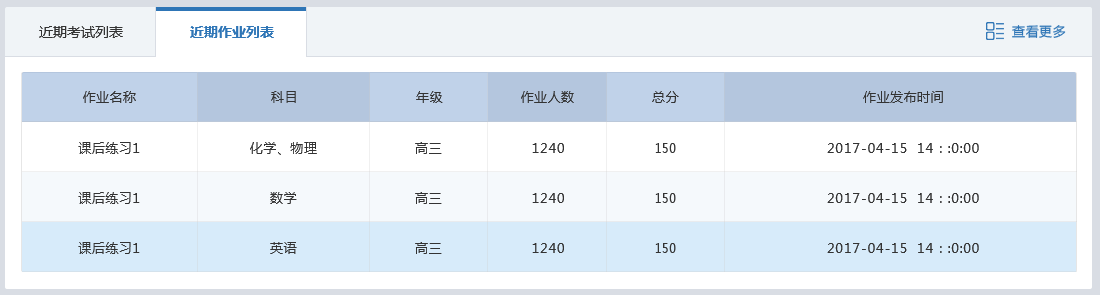 近期考试列表 近期作业列表 查看更多
作业名称 科目 年级 作业人数 总分 作业发布时间
课后练习1 化学、物理 高三 1240 150 2017-04-15 14 : :0:00
课后练习1 数学 高三 1240 150 2017-04-15 14 : :0:00
课后练习1 英语 高三 1240 150 2017-04-15 14 : :0:00